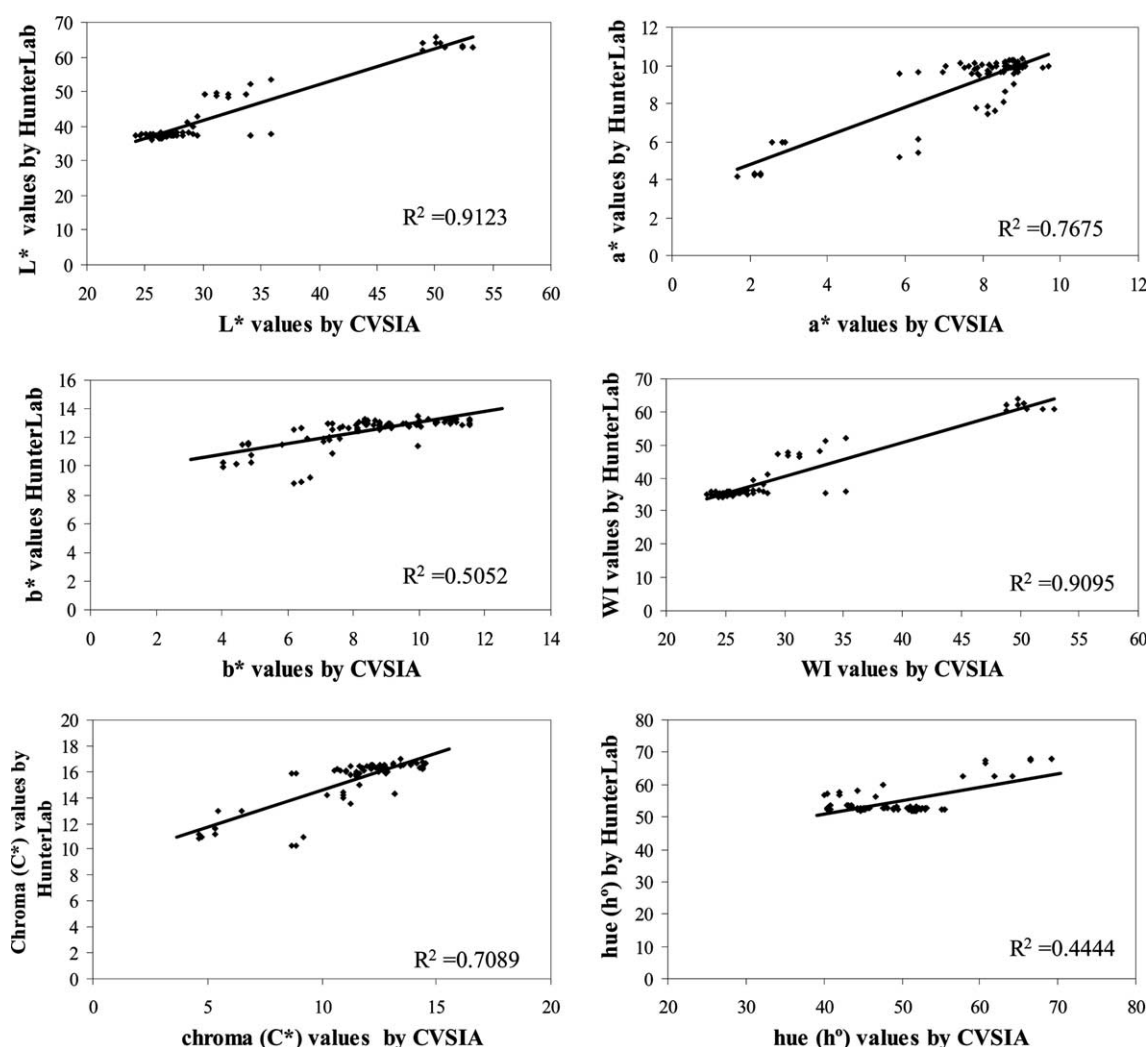 70
60
50
40
30
20
10
0
L* values by HunterLab
R² =0.9123
20 25 30 35 40 45 50 55 60
L* values by CVSIA
12
10
8
6
4
2
0
a* values by HunterLab
R² =0.7675
0 2 4 6 8 10 12
a* values by CVSIA
16
14
12
10
8
6
4
2
0
b* values HunterLab
R² =0.5052
0 2 4 6 8 10 12 14
b* values by CVSIA
70
60
50
40
30
20
10
0
WI values by HunterLab
R² =0.9095
20 25 30 35 40 45 50 55 60
WI values by CVSIA
20
18
16
14
12
10
8
6
4
2
0
Chroma (C*) values by
HunterLab
R² =0.7089
0 5 10 15 20
chroma (C*) values by CVSIA
80
70
60
50
40
30
20
10
0
hue (hº) by HunterLab
R² =0.4444
30 40 50 60 70 80
hue (hº) values by CVSIA